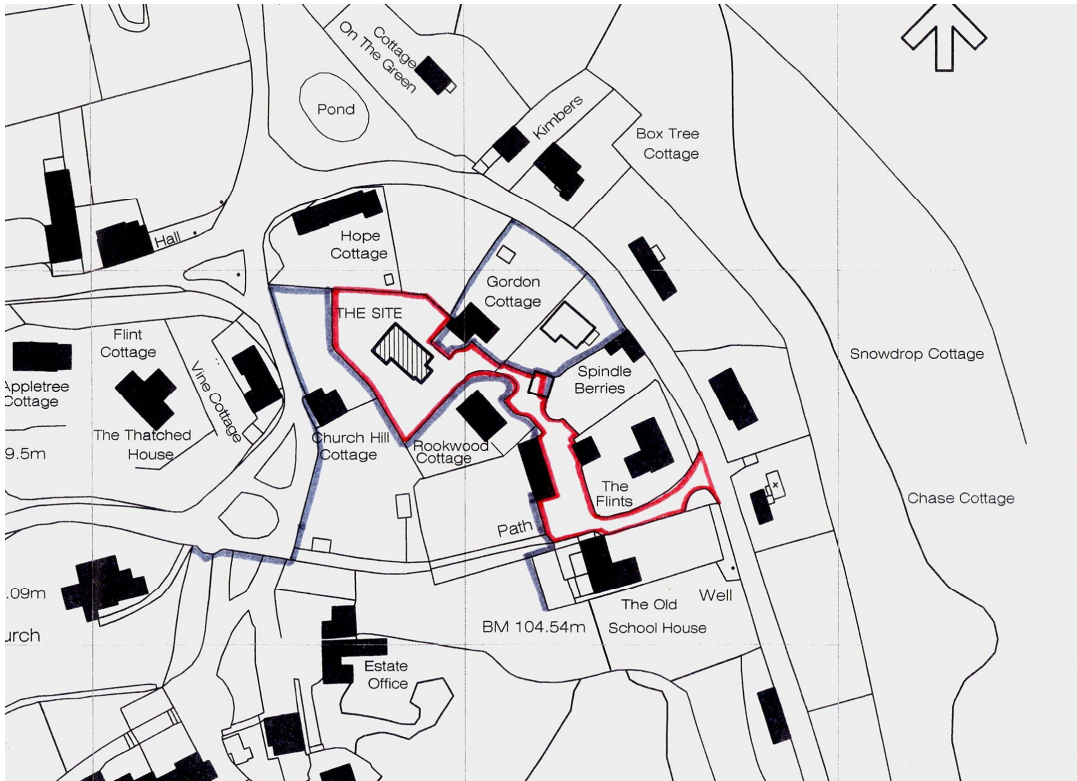 Cottage
On The Green
Pond
Kimbers
Box Tree
Cottage
Hall
Hope
Cottage
Gordon
Cottage
THE SITE
Flint
Cottage
Vine Cottage
Appletree
Cottage
The Thatched
House
9.5m
Church Hill
Cottage
Rookwood
Cottage
Spindle
Berries
Snowdrop Cottage
The
Flints
Path
Chase Cottage
.09m
urch
The Old
School House
Well
BM 104.54m
Estate
Office